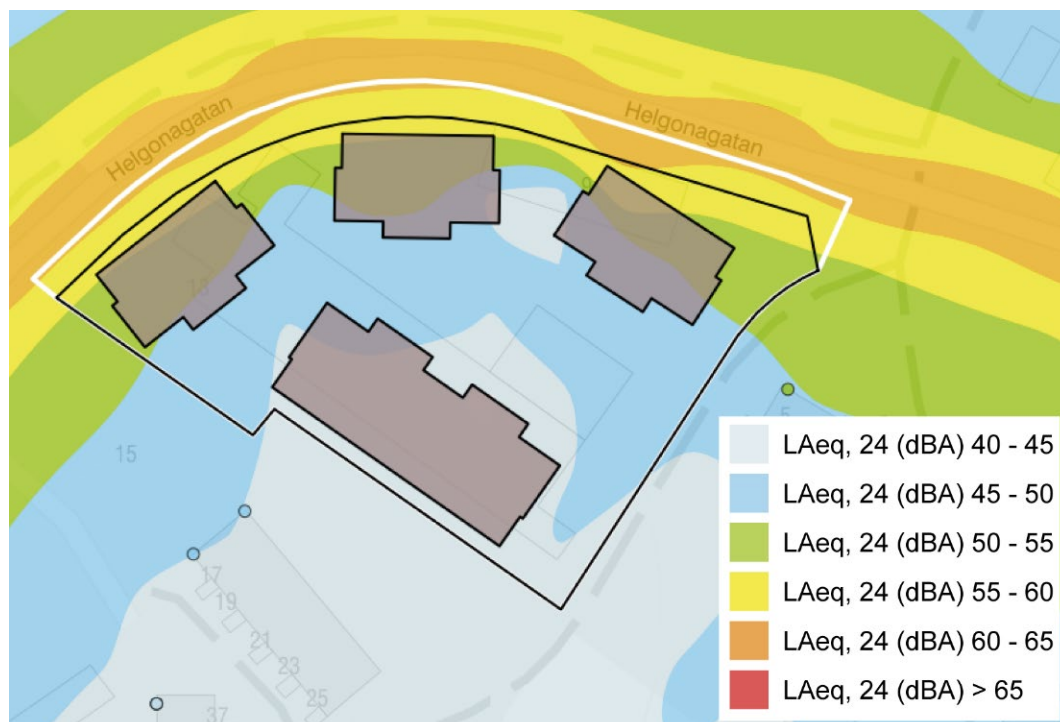 Helgonagatan
Helgonagatan
13
15
17
19
21
23
25
37
5
LAeq, 24 (dBA) 40 - 45
LAeq, 24 (dBA) 45 - 50
LAeq, 24 (dBA) 50 - 55
LAeq, 24 (dBA) 55 - 60
LAeq, 24 (dBA) 60 - 65
LAeq, 24 (dBA) > 65